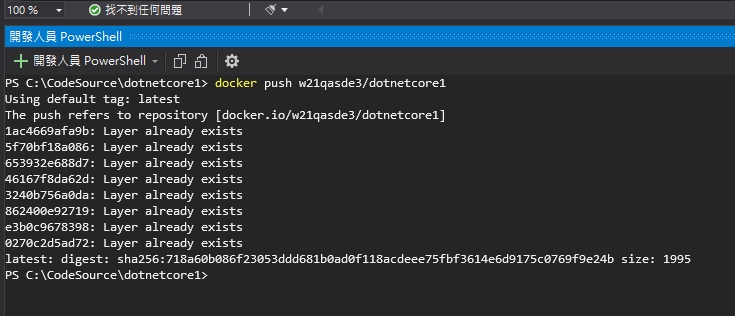 100 %
找不到任何問題
開發人員 PowerShell
開發人員 PowerShell
PS C:\CodeSource\dotnetcore1> docker push w21qasde3/dotnetcore1
Using default tag: latest
The push refers to repository [docker.io/w21qasde3/dotnetcore1]
1ac4669afa9b: Layer already exists
5f70bf18a086: Layer already exists
653932e688d7: Layer already exists
46167f8da62d: Layer already exists
3240b756a0da: Layer already exists
862400e92719: Layer already exists
e3b0c9678398: Layer already exists
0270c2d5ad72: Layer already exists
latest: digest: sha256:718a60b086f23053ddd681b0ad0f118acdeee75fbf3614e6d9175c0769f9e24b size: 1995
PS C:\CodeSource\dotnetcore1>